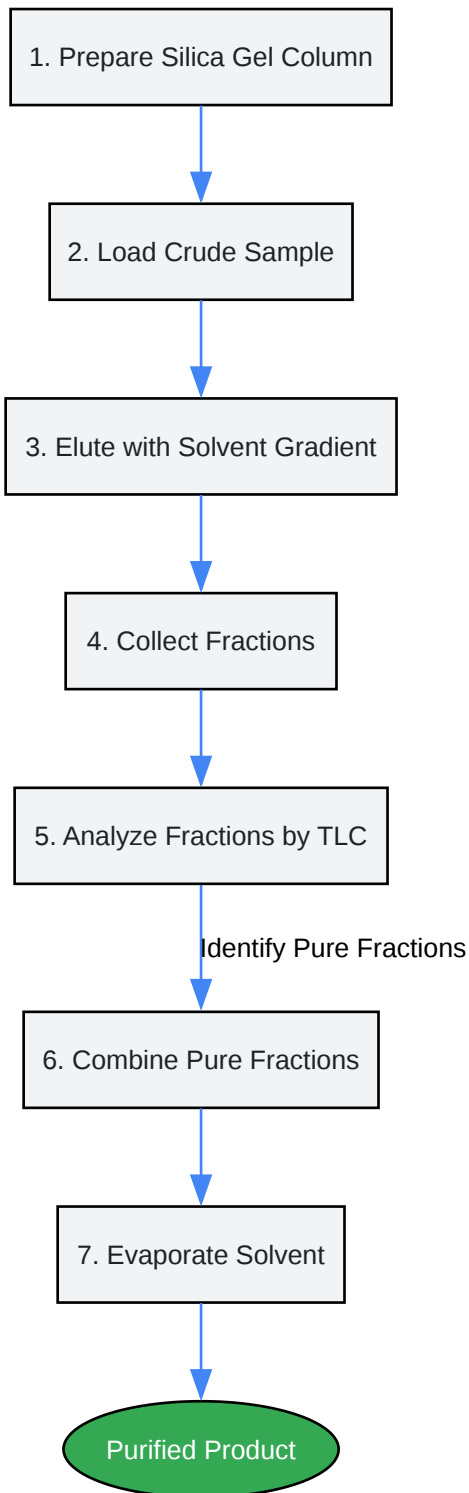 1. Prepare Silica Gel Column
2. Load Crude Sample
3. Elute with Solvent Gradient
4. Collect Fractions
5. Analyze Fractions by TLC
Identify Pure Fractions
6. Combine Pure Fractions
7. Evaporate Solvent
Purified Product